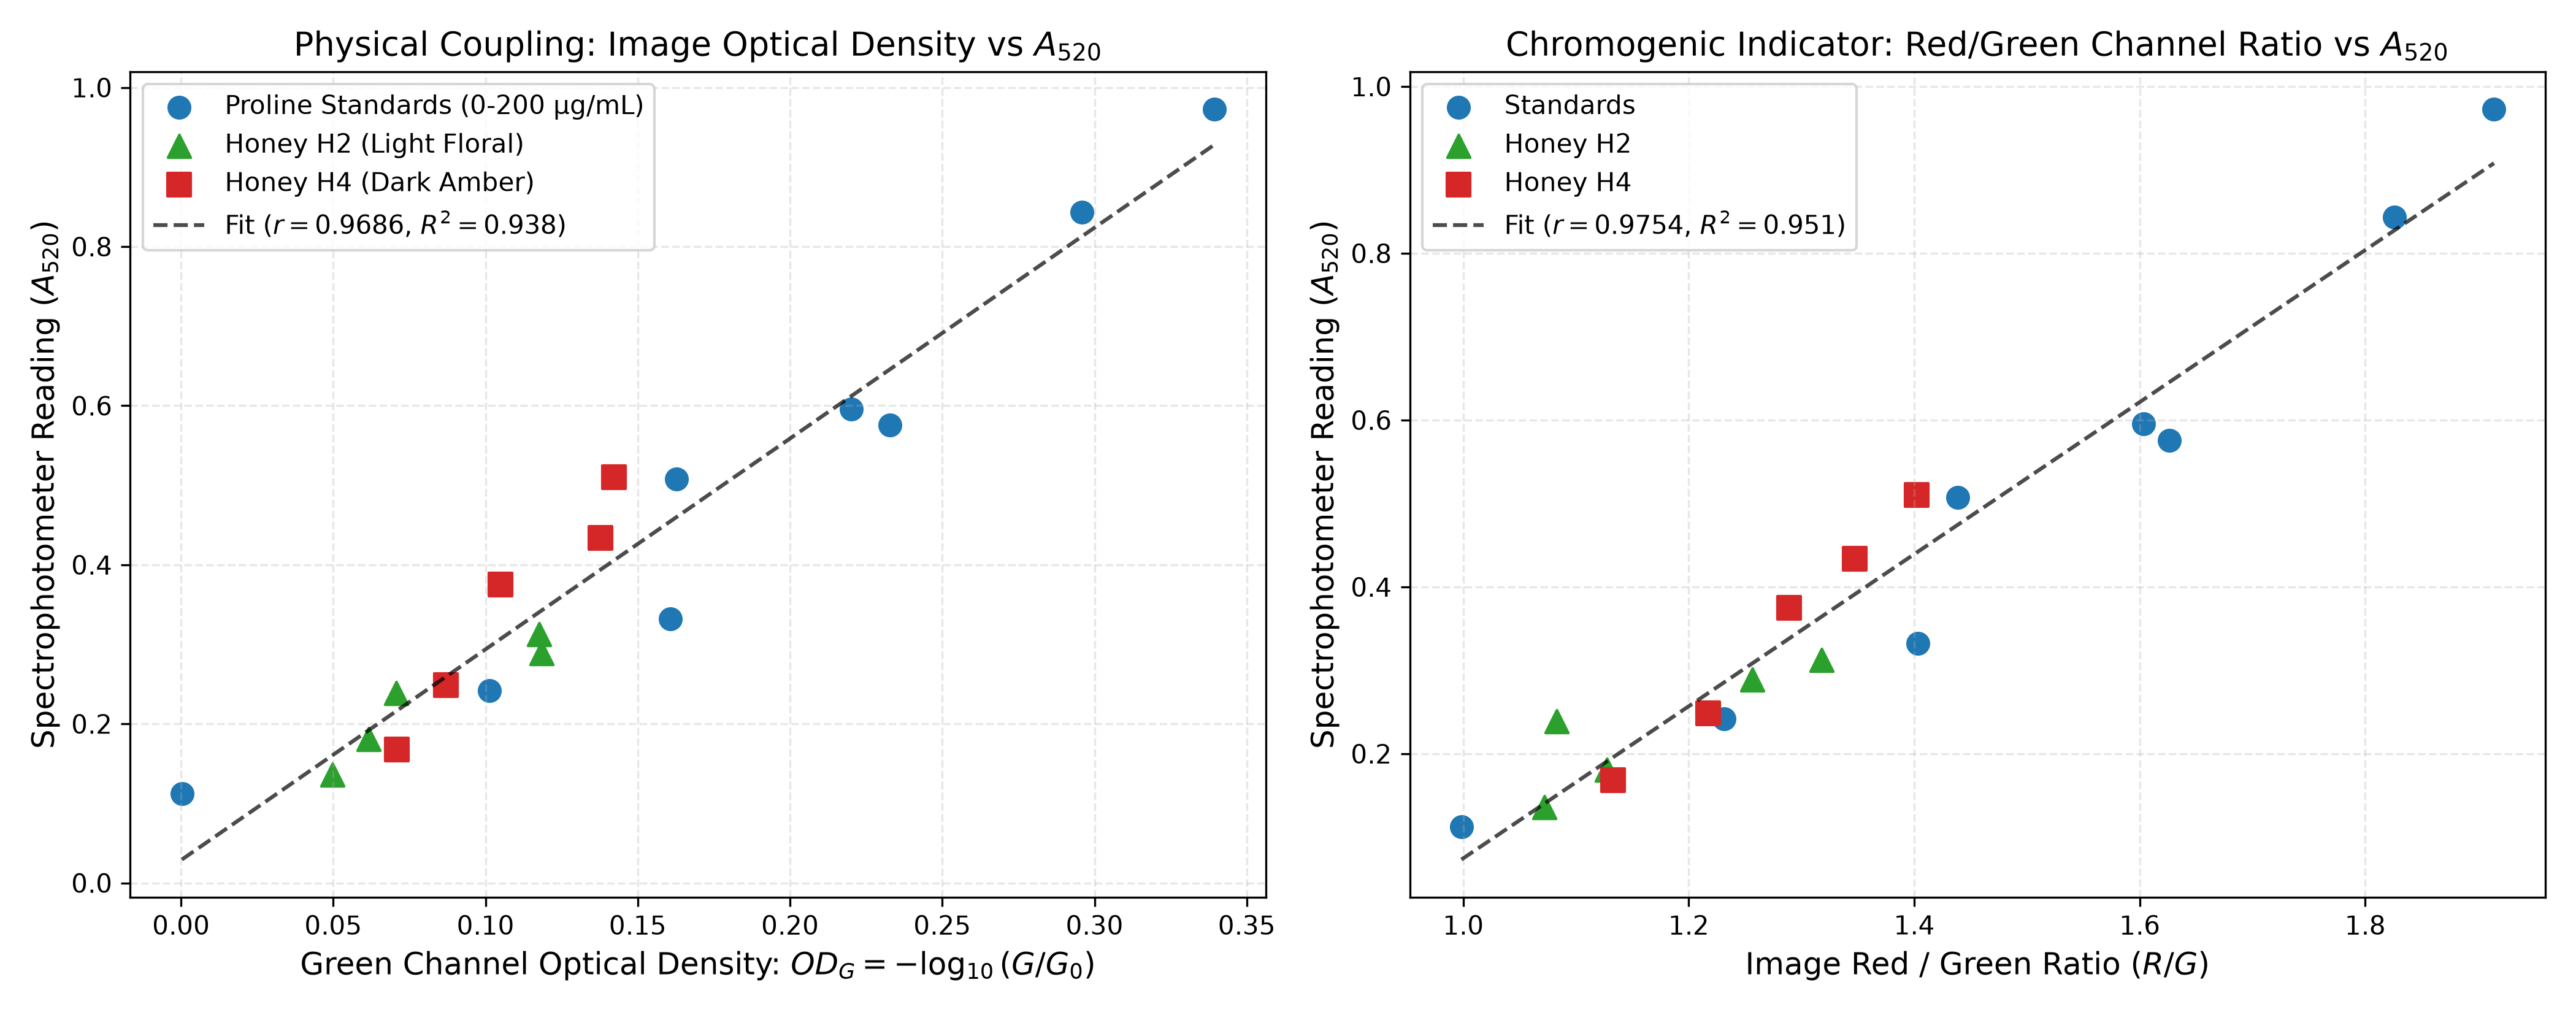 Physical Coupling: Image Optical Density vs A₅₂₀
Proline Standards (0-200 µg/mL)
Honey H2 (Light Floral)
Honey H4 (Dark Amber)
Fit (r = 0.9686, R² = 0.938)
Spectrophotometer Reading (A₅₂₀)
1.0
0.8
0.6
0.4
0.2
0.0
0.00 0.05 0.10 0.15 0.20 0.25 0.30 0.35
Green Channel Optical Density: OD_G = −log₁₀ (G/G₀)
Chromogenic Indicator: Red/Green Channel Ratio vs A₅₂₀
Standards
Honey H2
Honey H4
Fit (r = 0.9754, R² = 0.951)
Spectrophotometer Reading (A₅₂₀)
1.0
0.8
0.6
0.4
0.2
1.0 1.2 1.4 1.6 1.8
Image Red / Green Ratio (R/G)